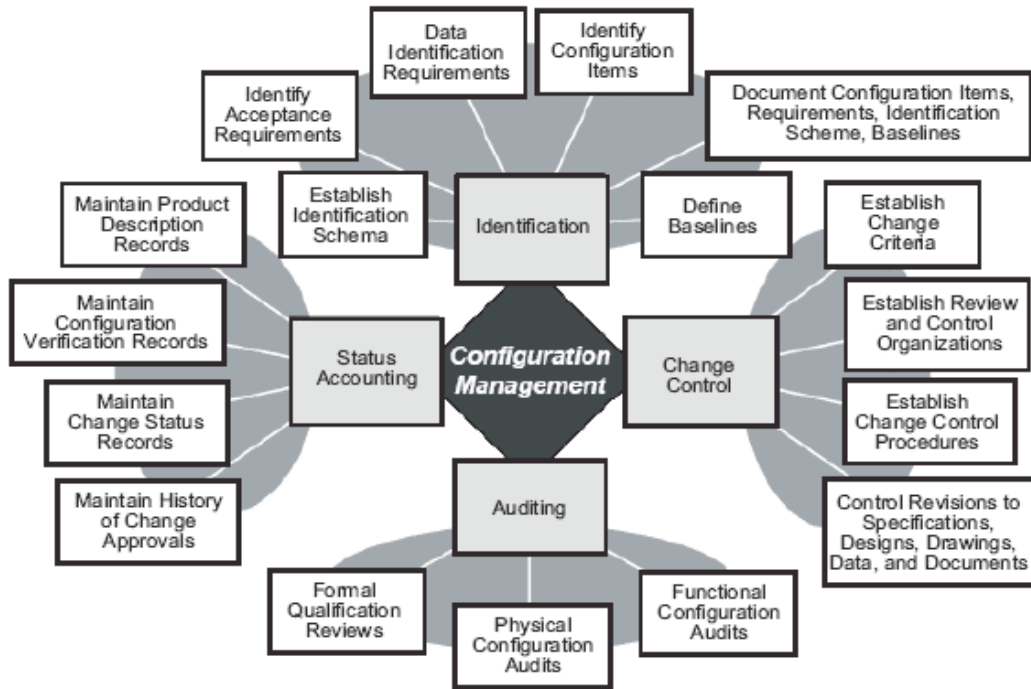 Data
Identification
Requirements
Identify
Configuration
Items
Identify
Acceptance
Requirements
Document Configuration Items,
Requirements, Identification
Scheme, Baselines
Establish
Identification
Schema
Identification
Define
Baselines
Maintain Product
Description
Records
Establish
Change
Criteria
Maintain
Configuration
Verification Records
Status
Accounting
Configuration
Management
Change
Control
Establish Review
and Control
Organizations
Maintain
Change Status
Records
Establish
Change Control
Procedures
Maintain History
of Change
Approvals
Auditing
Control Revisions to
Specifications,
Designs, Drawings,
Data, and Documents
Formal
Qualification
Reviews
Physical
Configuration
Audits
Functional
Configuration
Audits